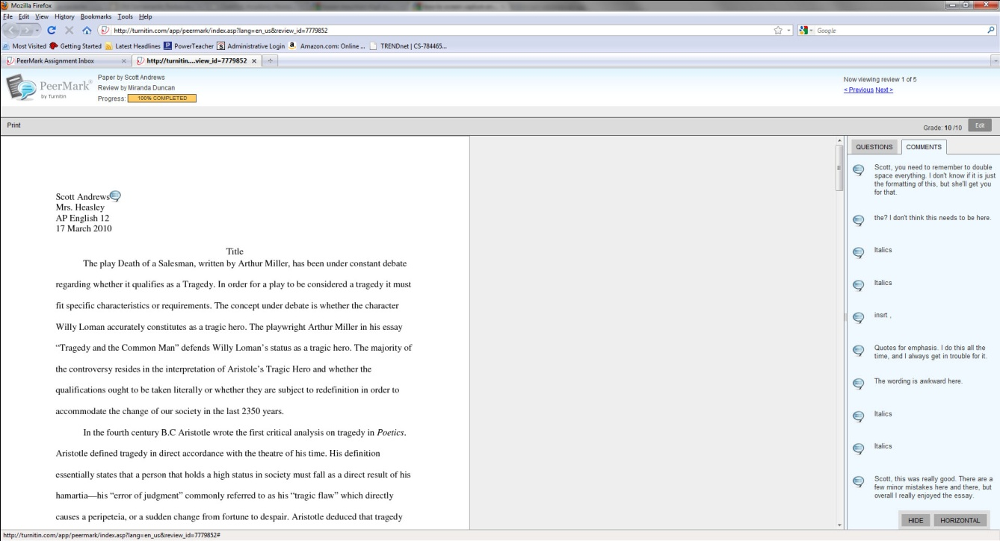 Mozilla Firefox
File Edit View History Bookmarks Tools Help
http://turnitin.com/app/peermark/index.asp?lang=en_us&review_id=7779852
Google
Most Visited Getting Started Latest Headlines PowerTeacher Administrative Login Amazon.com: Online ... TRENDnet | CS-784465...
PeerMark Assignment Inbox
http://turnitin....view_id=7779852
PeerMark®
by Turnitin
Paper by Scott Andrews
Review by Miranda Duncan
Progress: 100% COMPLETED
Now viewing review 1 of 5
< Previous Next >
Print
Grade: 10 /10
Edit
Scott Andrews
Mrs. Heasley
AP English 12
17 March 2010
Title
The play Death of a Salesman, written by Arthur Miller, has been under constant debate
regarding whether it qualifies as a Tragedy. In order for a play to be considered a tragedy it must
fit specific characteristics or requirements. The concept under debate is whether the character
Willy Loman accurately constitutes as a tragic hero. The playwright Arthur Miller in his essay
“Tragedy and the Common Man” defends Willy Loman’s status as a tragic hero. The majority of
the controversy resides in the interpretation of Aristole’s Tragic Hero and whether the
qualifications ought to be taken literally or whether they are subject to redefinition in order to
accommodate the change of our society in the last 2350 years.
In the fourth century B.C Aristotle wrote the first critical analysis on tragedy in Poetics.
Aristotle defined tragedy in direct accordance with the theatre of his time. His definition
essentially states that a person that holds a high status in society must fall as a direct result of his
hamartia—his “error of judgment” commonly referred to as his “tragic flaw” which directly
causes a peripeteia, or a sudden change from fortune to despair. Aristotle deduced that tragedy
QUESTIONS
COMMENTS
Scott, you need to remember to double
space everything. I don't know if it is just
the formatting of this, but she'll get you
for that.
the? I don't think this needs to be here.
Italics
Italics
insrt ,
Quotes for emphasis. I do this all the
time, and I always get in trouble for it.
The wording is awkward here.
Italics
Italics
Scott, this was really good. There are a
few minor mistakes here and there, but
overall I really enjoyed the essay.
HIDE
HORIZONTAL
http://turnitin.com/app/peermark/index.asp?lang=en_us&review_id=7779852#